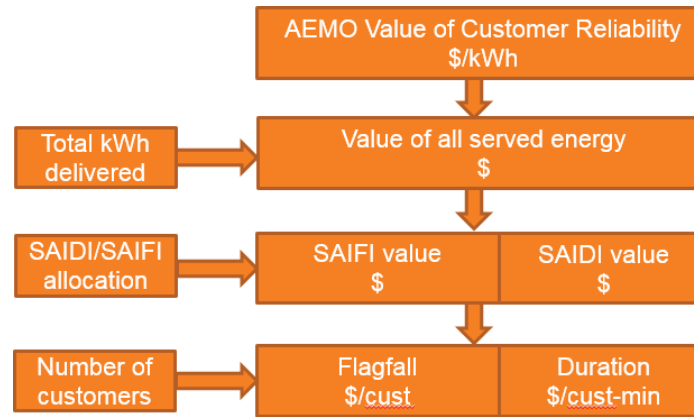 AEMO Value of Customer Reliability
$/kWh
Total kWh
delivered
Value of all served energy
$
SAIDI/SAIFI
allocation
SAIFI value
$
SAIDI value
$
Number of
customers
Flagfall
$/cust
Duration
$/cust-min